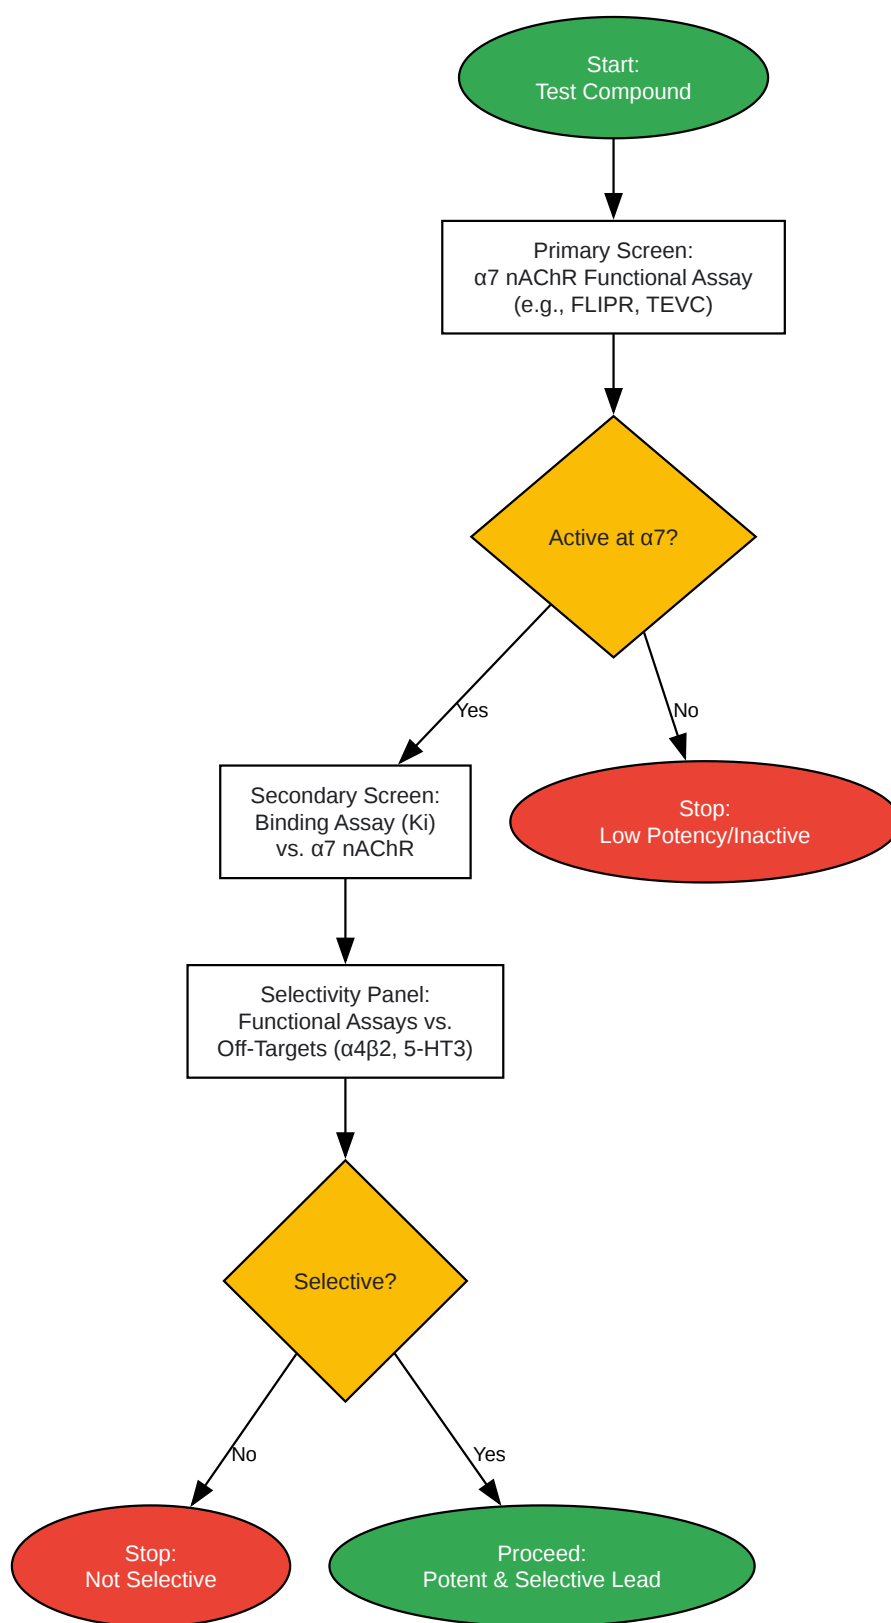 Start:
Test Compound
Primary Screen:
α7 nAChR Functional Assay
(e.g., FLIPR, TEVC)
Active at α7?
Yes
No
Secondary Screen:
Binding Assay (Ki)
vs. α7 nAChR
Stop:
Low Potency/Inactive
Selectivity Panel:
Functional Assays vs.
Off-Targets (α4β2, 5-HT3)
Selective?
No
Yes
Stop:
Not Selective
Proceed:
Potent & Selective Lead